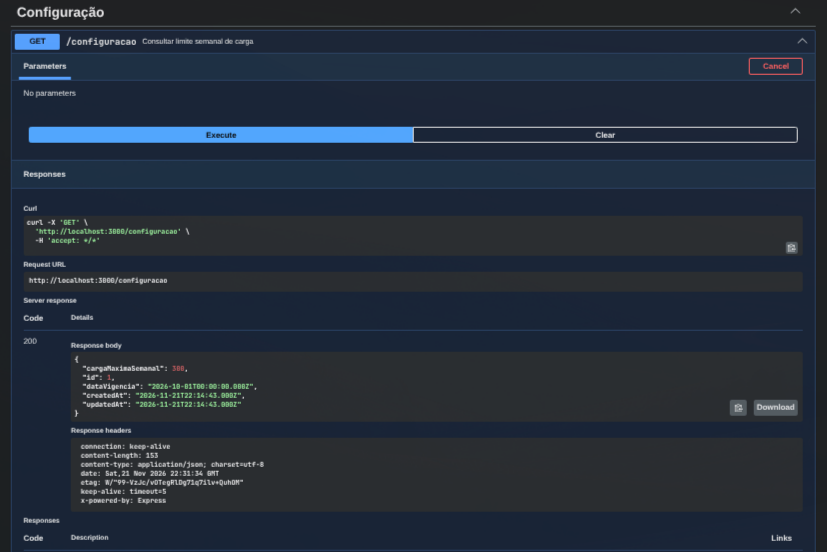 Configuração
GET /configuracao Consultar limite semanal de carga
Parameters
Cancel
No parameters
Execute
Clear
Responses
Curl
curl -X 'GET' \
'http://localhost:3000/configuracao' \
-H 'accept: */*'
Request URL
http://localhost:3000/configuracao
Server response
Code Details
200
Response body
{
"cargaMaximaSemanal": 300,
"id": 1,
"dataVigencia": "2026-10-01T00:00:00.000Z",
"createdAt": "2026-11-21T22:14:43.000Z",
"updatedAt": "2026-11-21T22:14:43.000Z"
}
Download
Response headers
connection: keep-alive
content-length: 153
content-type: application/json; charset=utf-8
date: Sat,21 Nov 2026 22:31:34 GMT
keep-alive: timeout=5
x-powered-by: Express
Responses
Code Description Links